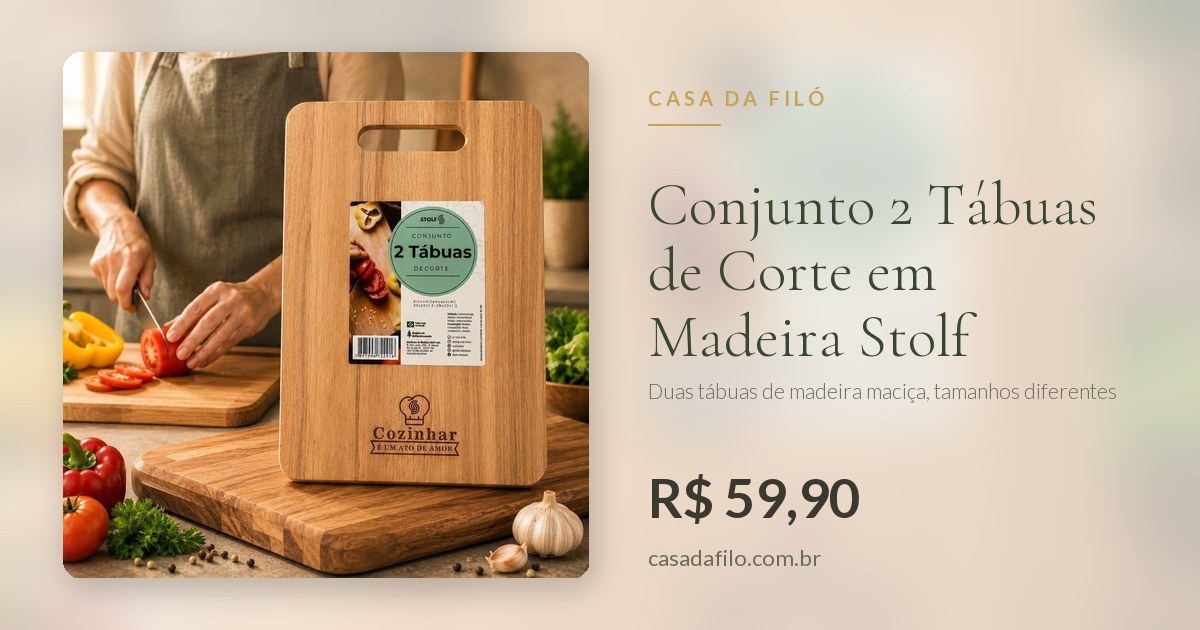 CASA DA FILÓ
Conjunto 2 Tábuas
de Corte em
Madeira Stolf
Duas tábuas de madeira maciça, tamanhos diferentes
R$ 59,90
casadafilo.com.br
STOLF
CONJUNTO
2 Tábuas
DECORTE
Cozinhar
É UM ATO DE AMOR